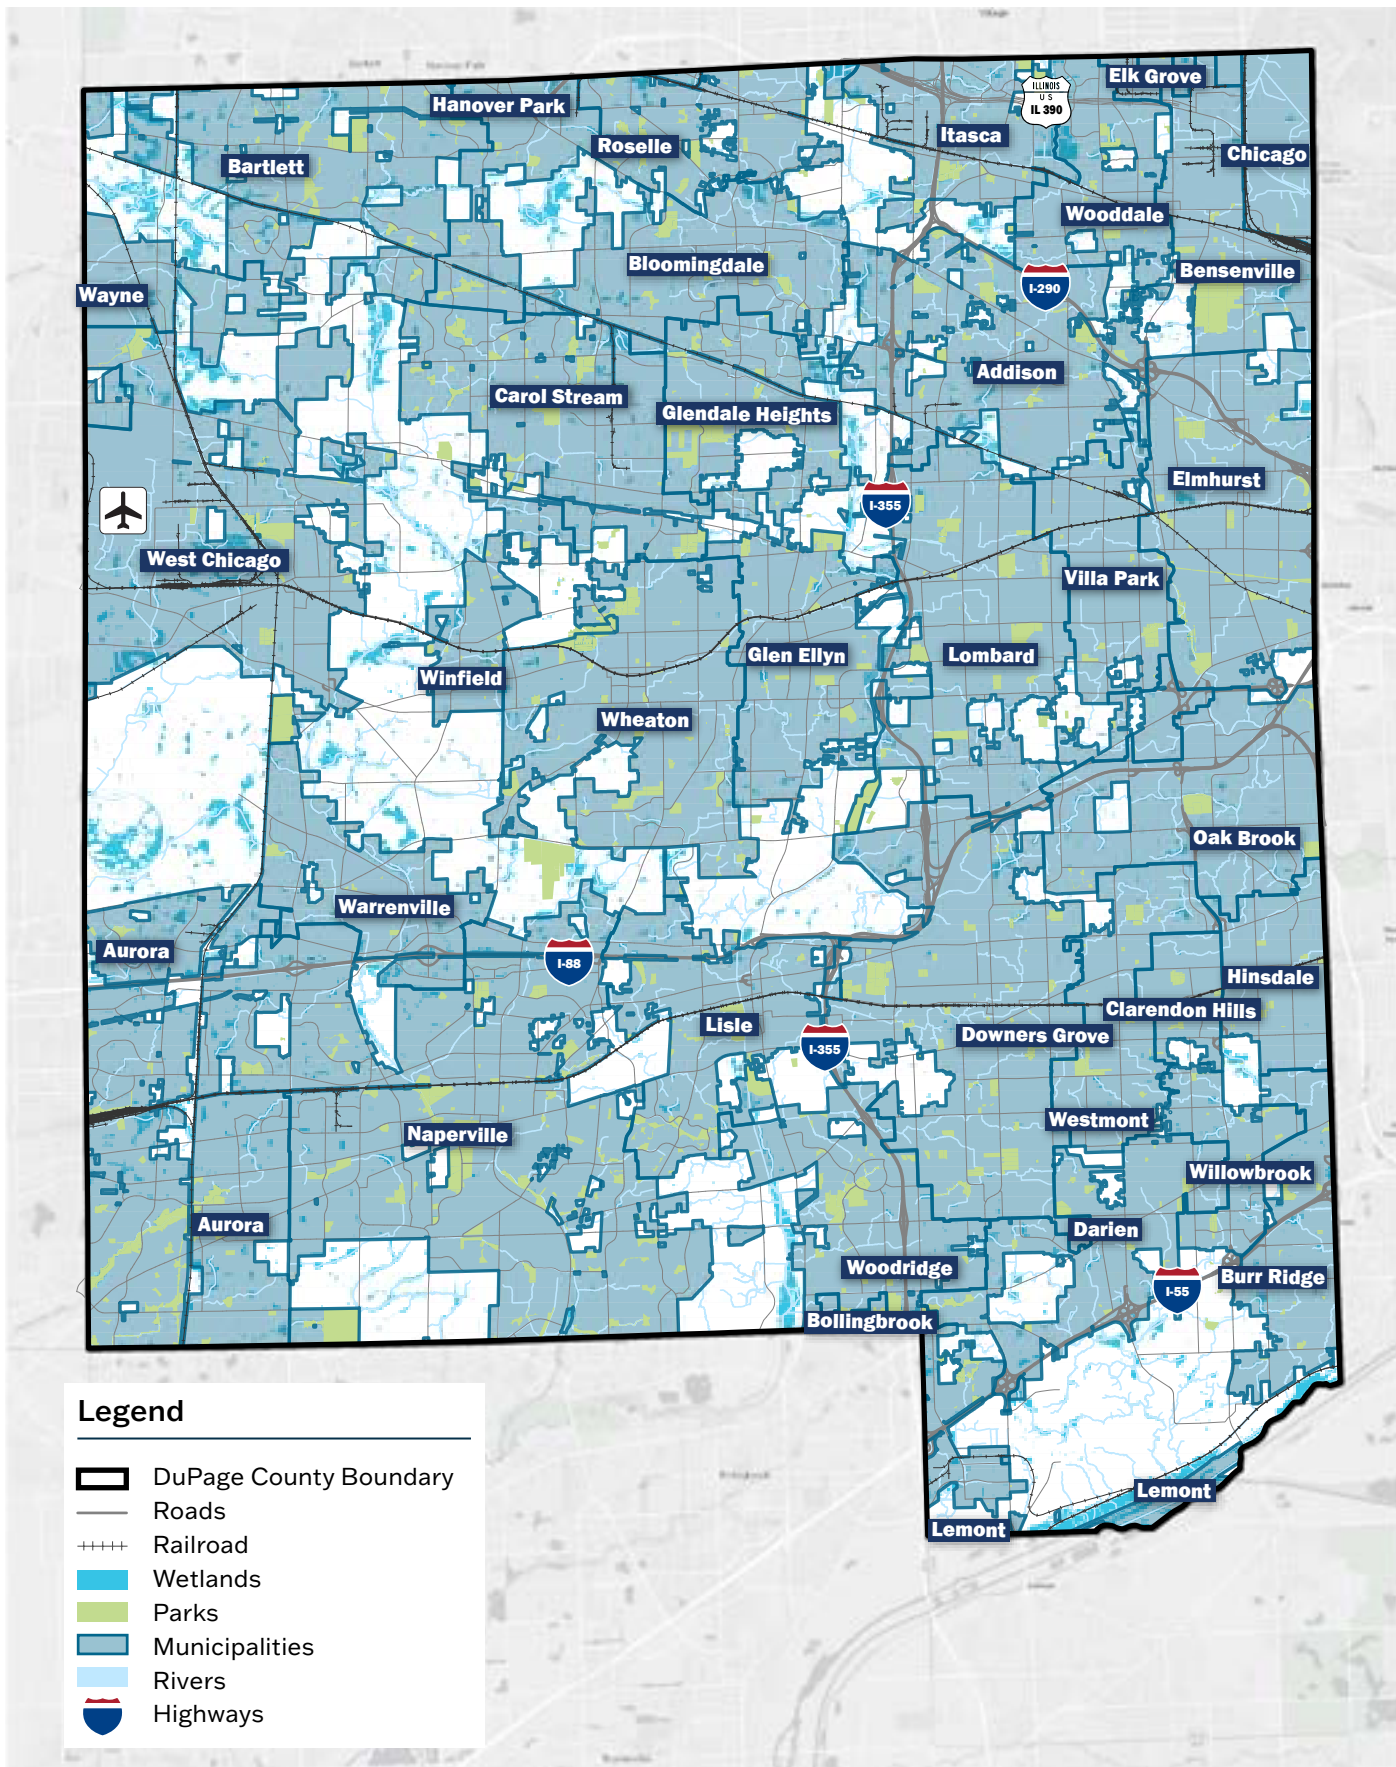 Village
Elk Grove
ILLINOIS
U S
IL 390
Hanover Park
Itasca
Roselle
Chicago
Bartlett
Wooddale
Bloomingdale
Bensenville
I-290
Wayne
Addison
Carol Stream
Glendale Heights
Elmhurst
I-355
West Chicago
Villa Park
Glen Ellyn
Lombard
Winfield
Wheaton
Oak Brook
Warrenville
Aurora
I-88
Hinsdale
Clarendon Hills
Lisle
Downers Grove
I-355
Westmont
Naperville
Willowbrook
Aurora
Darien
Woodridge
Burr Ridge
I-55
Bollingbrook
Lemont
Lemont
Legend
DuPage County Boundary
Roads
Railroad
Wetlands
Parks
Municipalities
Rivers
Highways